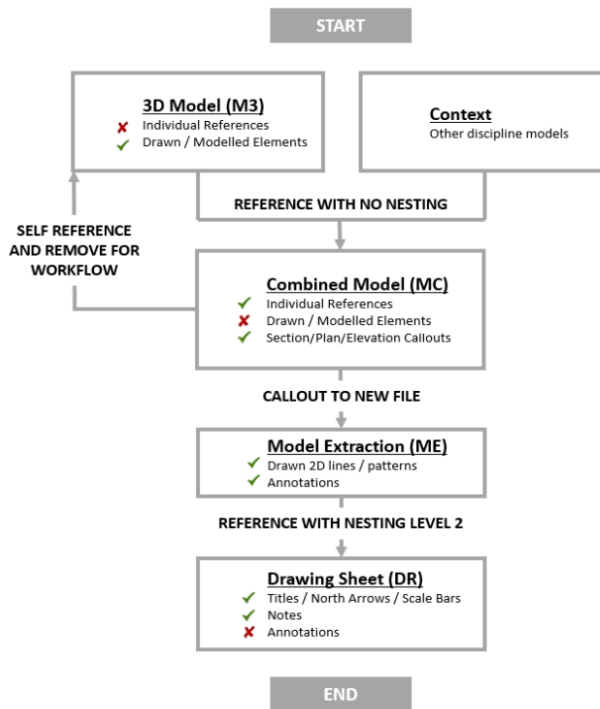 START
3D Model (M3)
Individual References
Drawn / Modelled Elements
Context
Other discipline models
REFERENCE WITH NO NESTING
SELF REFERENCE
AND REMOVE FOR
WORKFLOW
Combined Model (MC)
Individual References
Drawn / Modelled Elements
Section/Plan/Elevation Callouts
CALLOUT TO NEW FILE
Model Extraction (ME)
Drawn 2D lines / patterns
Annotations
REFERENCE WITH NESTING LEVEL 2
Drawing Sheet (DR)
Titles / North Arrows / Scale Bars
Notes
Annotations
END